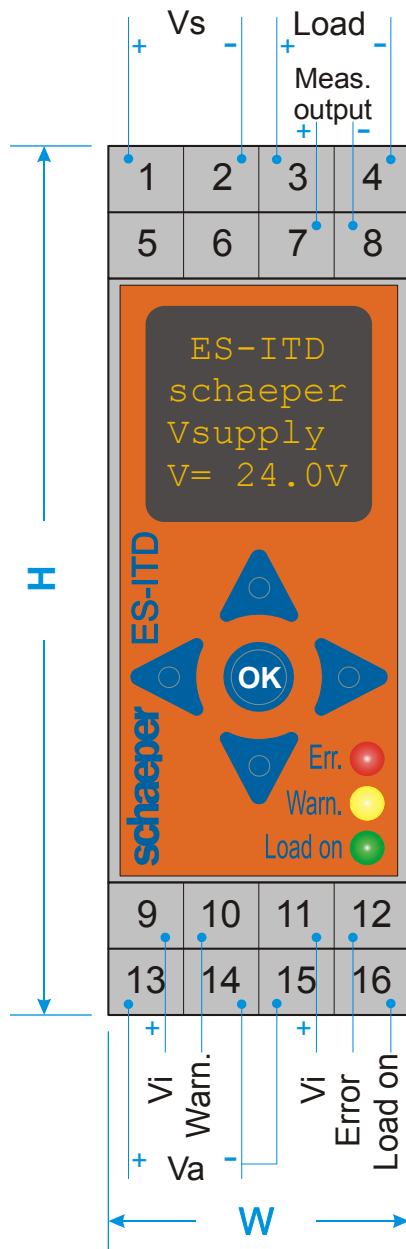 Vs Load
+ - + -
Meas.
output
+ -
1 2 3 4
5 6 7 8
ES-ITD
schaeper
Vsupply
V= 24.0V
H
schaeper ES-ITD
OK
Err.
Warn.
Load on
9 10 11 12
13 14 15 16
+ +
Vi
Warn.
Vi
Error
Load on
+ Va -
W